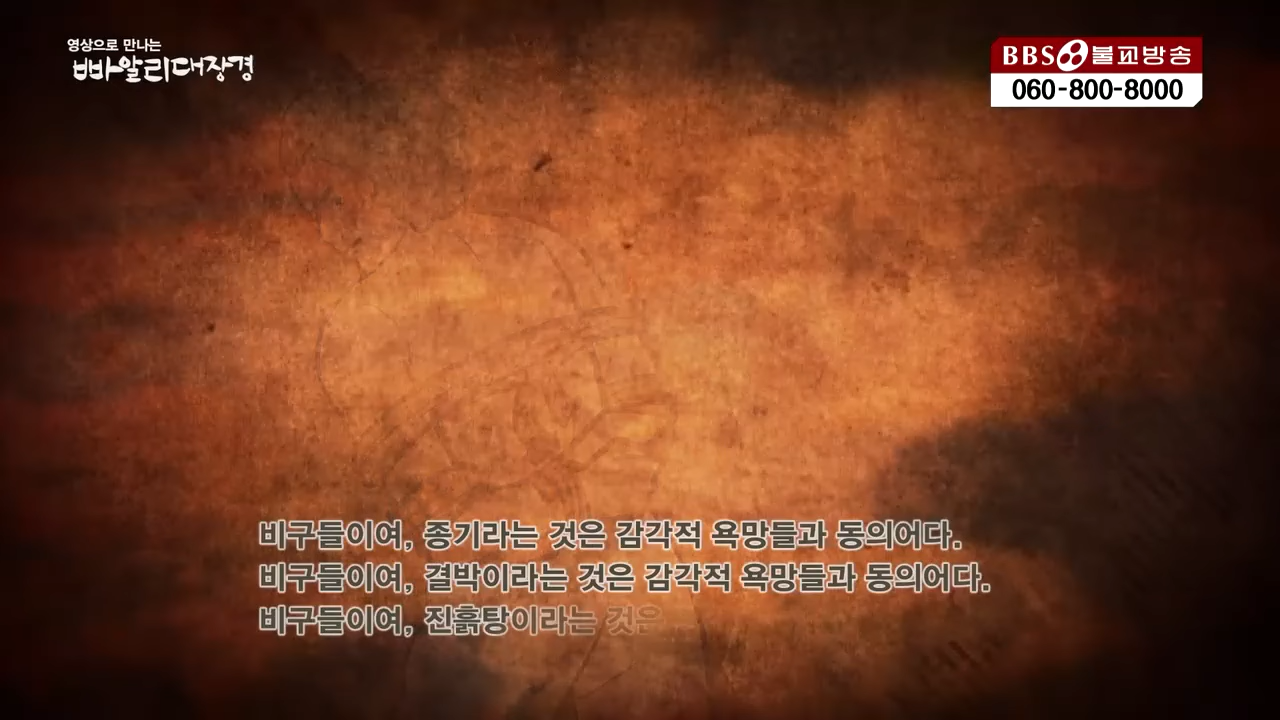 영상으로 만나는
빠알리대장경
BBS 불교방송
060-800-8000
비구들이여, 종기라는 것은 감각적 욕망들과 동의어다.
비구들이여, 결박이라는 것은 감각적 욕망들과 동의어다.
비구들이여, 진흙탕이라는 것은